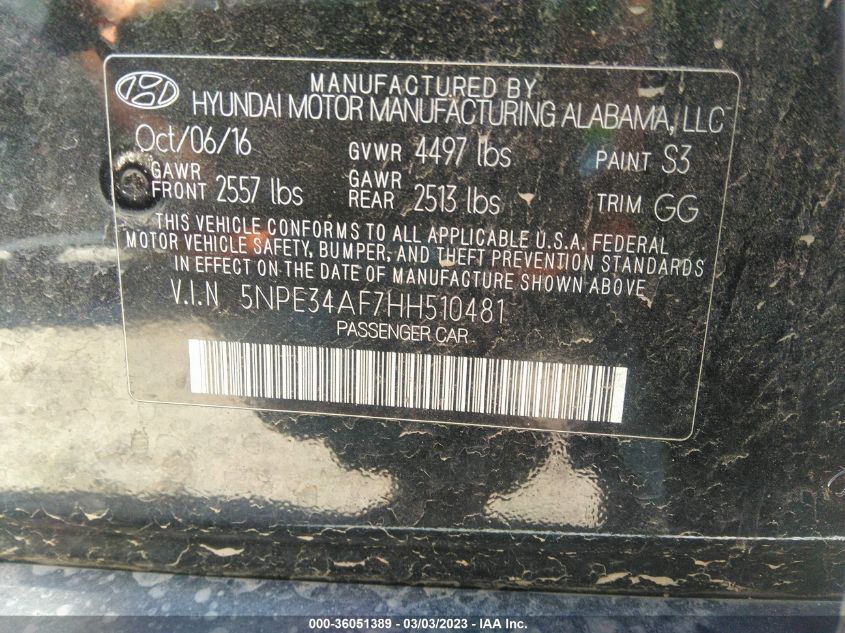 MANUFACTURED BY
HYUNDAI MOTOR MANUFACTURING ALABAMA, LLC
Oct/06/16 GVWR 4497 lbs PAINT S3
GAWR FRONT 2557 lbs GAWR REAR 2513 lbs TRIM GG
THIS VEHICLE CONFORMS TO ALL APPLICABLE U.S.A. FEDERAL
MOTOR VEHICLE SAFETY, BUMPER, AND THEFT PREVENTION STANDARDS
IN EFFECT ON THE DATE OF MANUFACTURE SHOWN ABOVE
V.I.N 5NPE34AF7HH510481
PASSENGER CAR
000-36051389 - 03/03/2023 - © IAA, Inc.